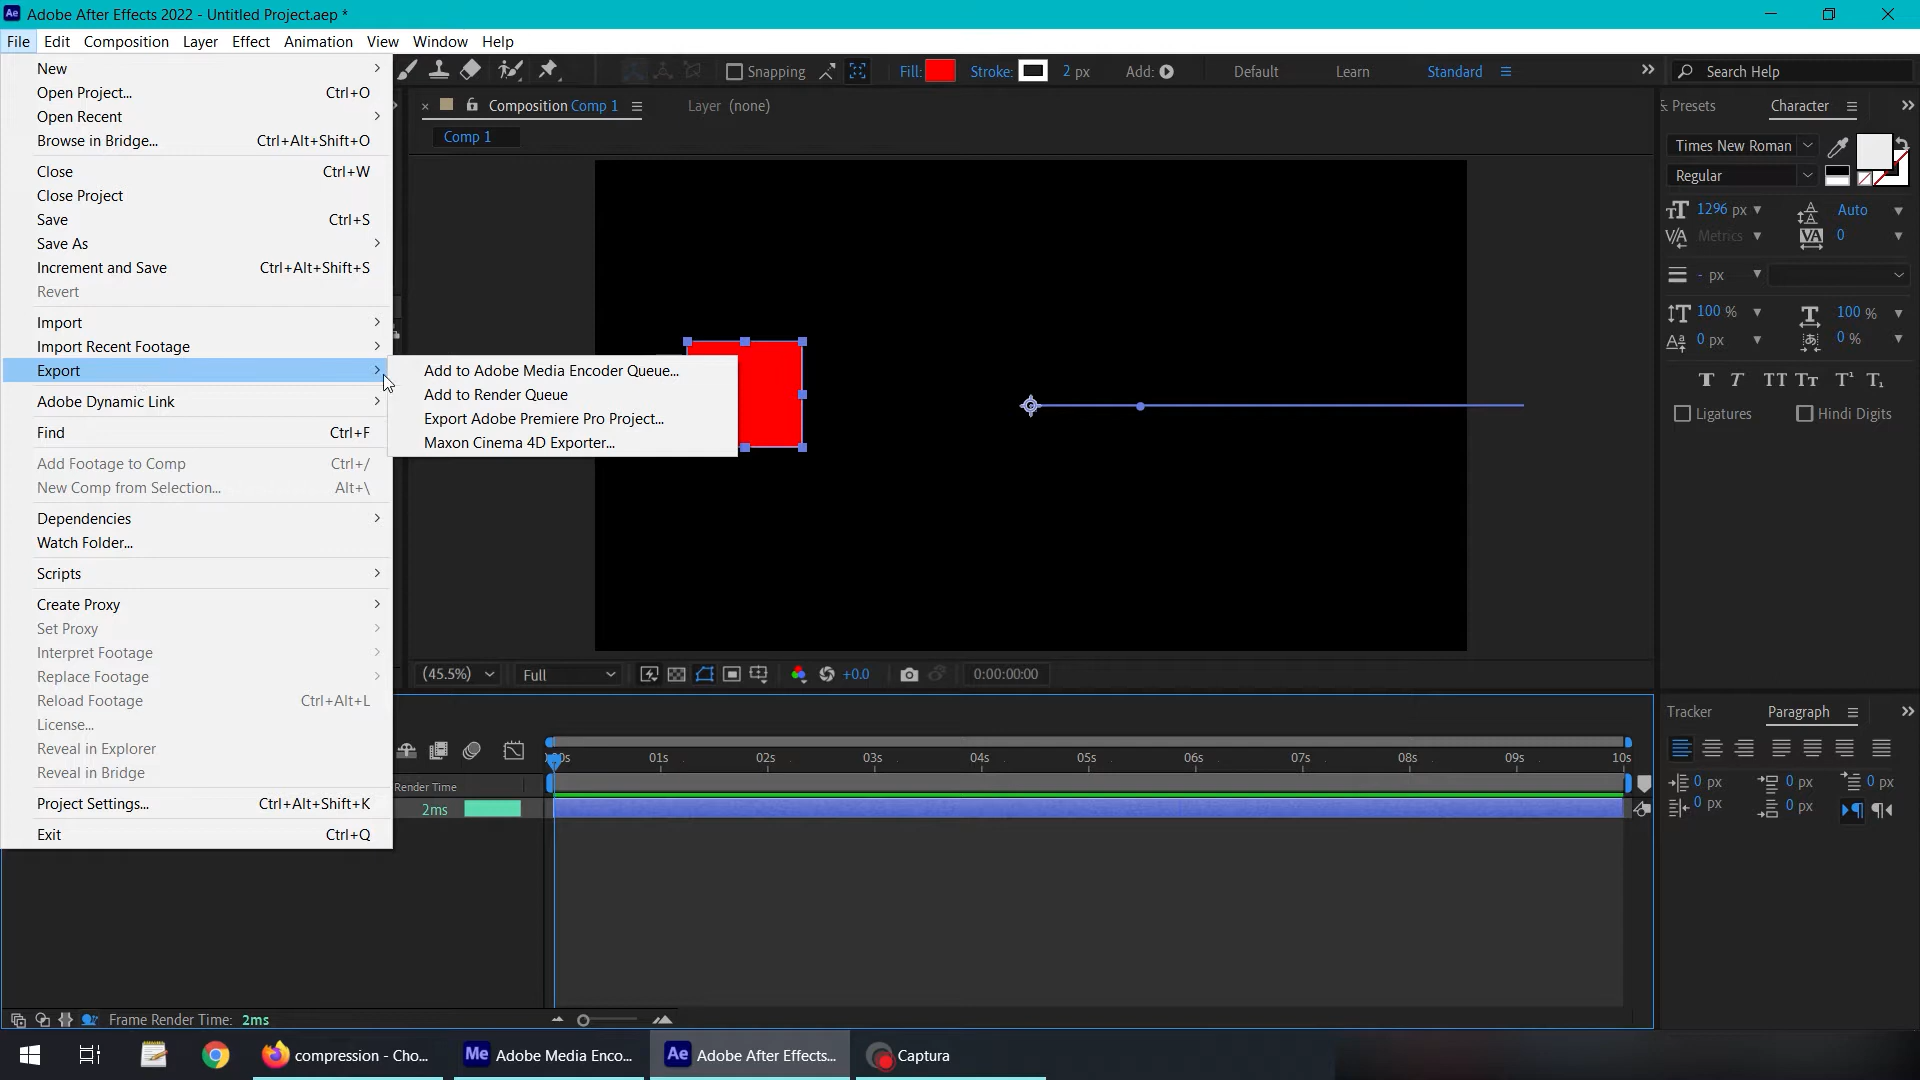 Ae Adobe After Effects 2022 - Untitled Project.aep *
File Edit Composition Layer Effect Animation View Window Help
New
Open Project... Ctrl+O
Open Recent
Browse in Bridge... Ctrl+Alt+Shift+O
Close Ctrl+W
Close Project
Save Ctrl+S
Save As
Increment and Save Ctrl+Alt+Shift+S
Revert
Import
Import Recent Footage
Export
Adobe Dynamic Link
Find Ctrl+F
Add Footage to Comp Ctrl+/
New Comp from Selection... Alt+\
Dependencies
Watch Folder...
Scripts
Create Proxy
Set Proxy
Interpret Footage
Replace Footage
Reload Footage Ctrl+Alt+L
License...
Reveal in Explorer
Reveal in Bridge
Project Settings... Ctrl+Alt+Shift+K
Exit Ctrl+Q
Add to Adobe Media Encoder Queue...
Add to Render Queue
Export Adobe Premiere Pro Project...
Maxon Cinema 4D Exporter...
Snapping Fill: Stroke: 2 px Add: Default Learn Standard Search Help
Composition Comp 1 Layer (none)
Comp 1
(45.5%) Full +0.0 0:00:00:00
Presets Character
Times New Roman
Regular
1296 px Auto
Metrics 0
- px
100 % 100 %
0 px 0 %
T T TT Tт T¹ T₁
Ligatures Hindi Digits
Tracker Paragraph
0 px 0 px 0 px
0 px 0 px
:00s 01s 02s 03s 04s 05s 06s 07s 08s 09s 10s
Render Time
2ms
Frame Render Time: 2ms
compression - Cho... Me Adobe Media Enco... Ae Adobe After Effects... Captura